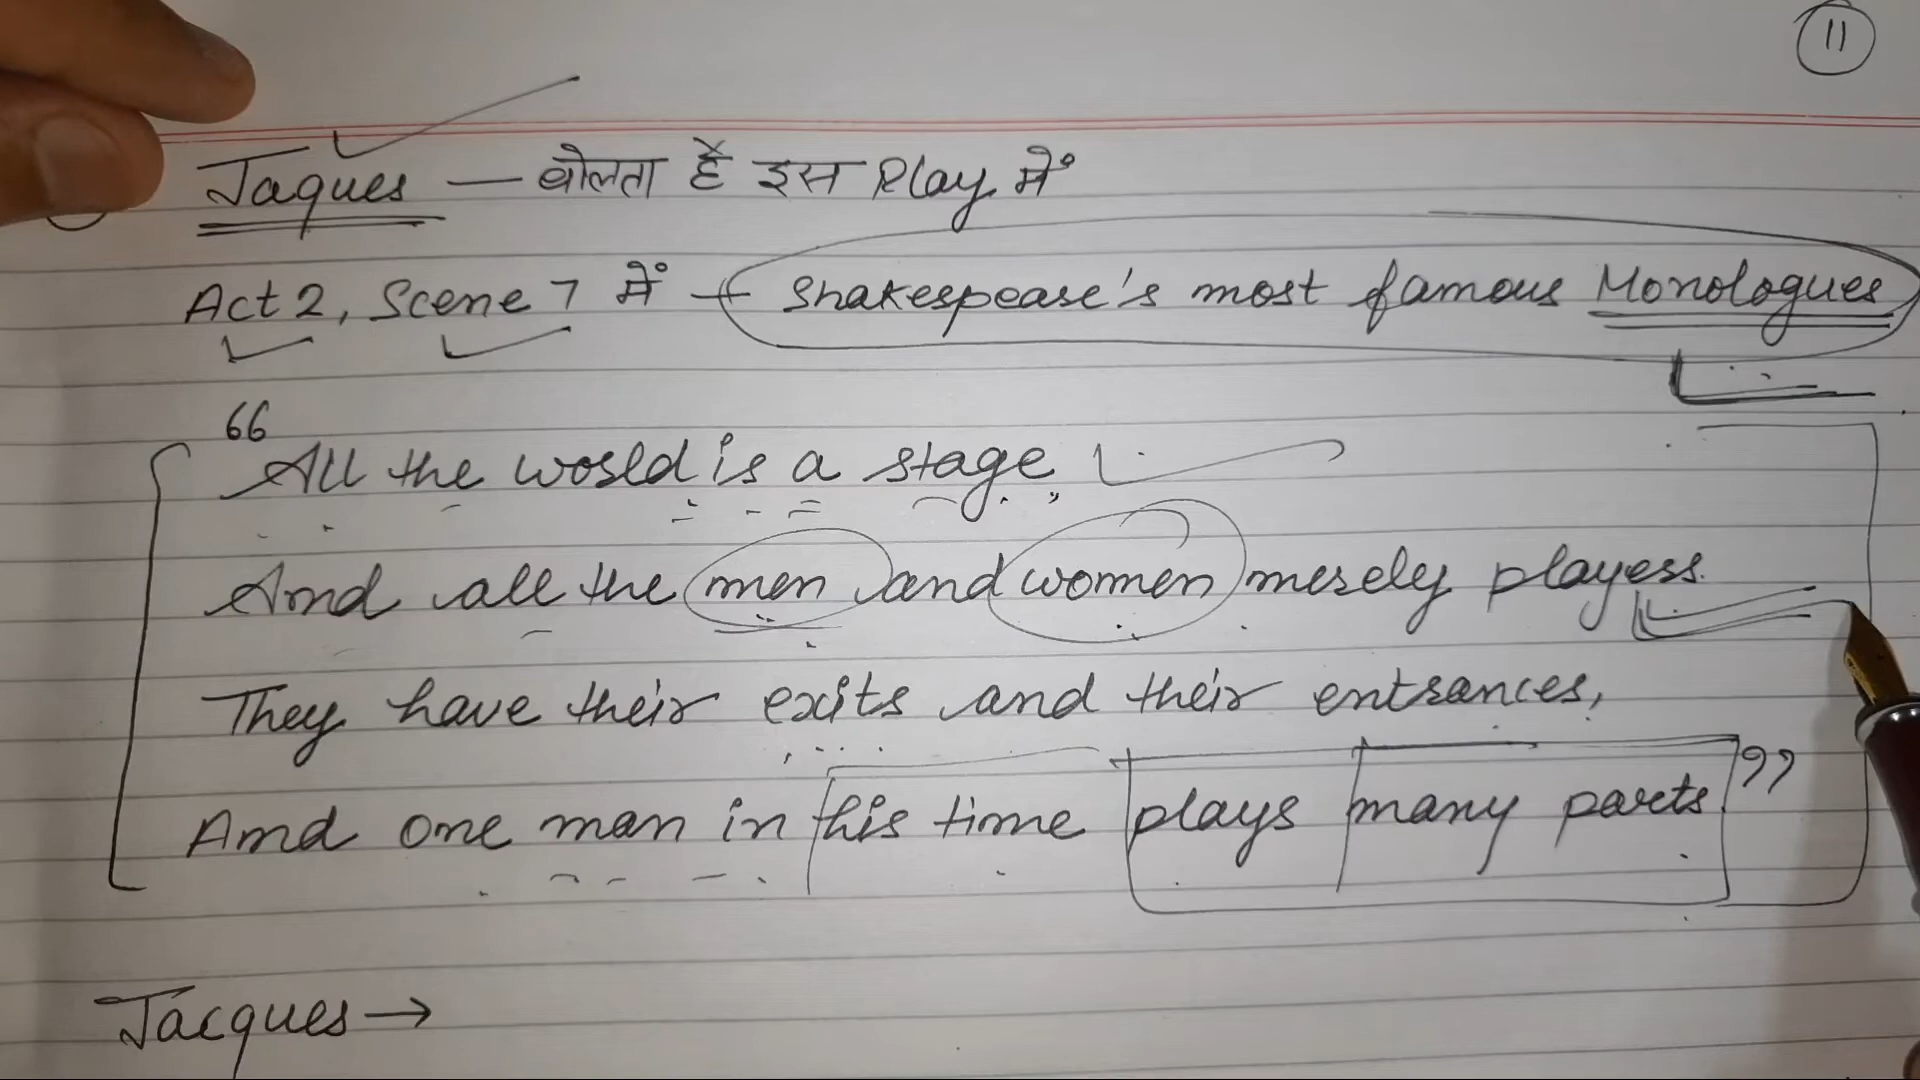 11
Jaques — बोलता है इस Play में
Act 2, Scene 7 में — Shakespeare's most famous Monologues
“All the world is a stage
And all the men and women merely players.
They have their exits and their entrances,
And one man in his time plays many parts”
Jacques →